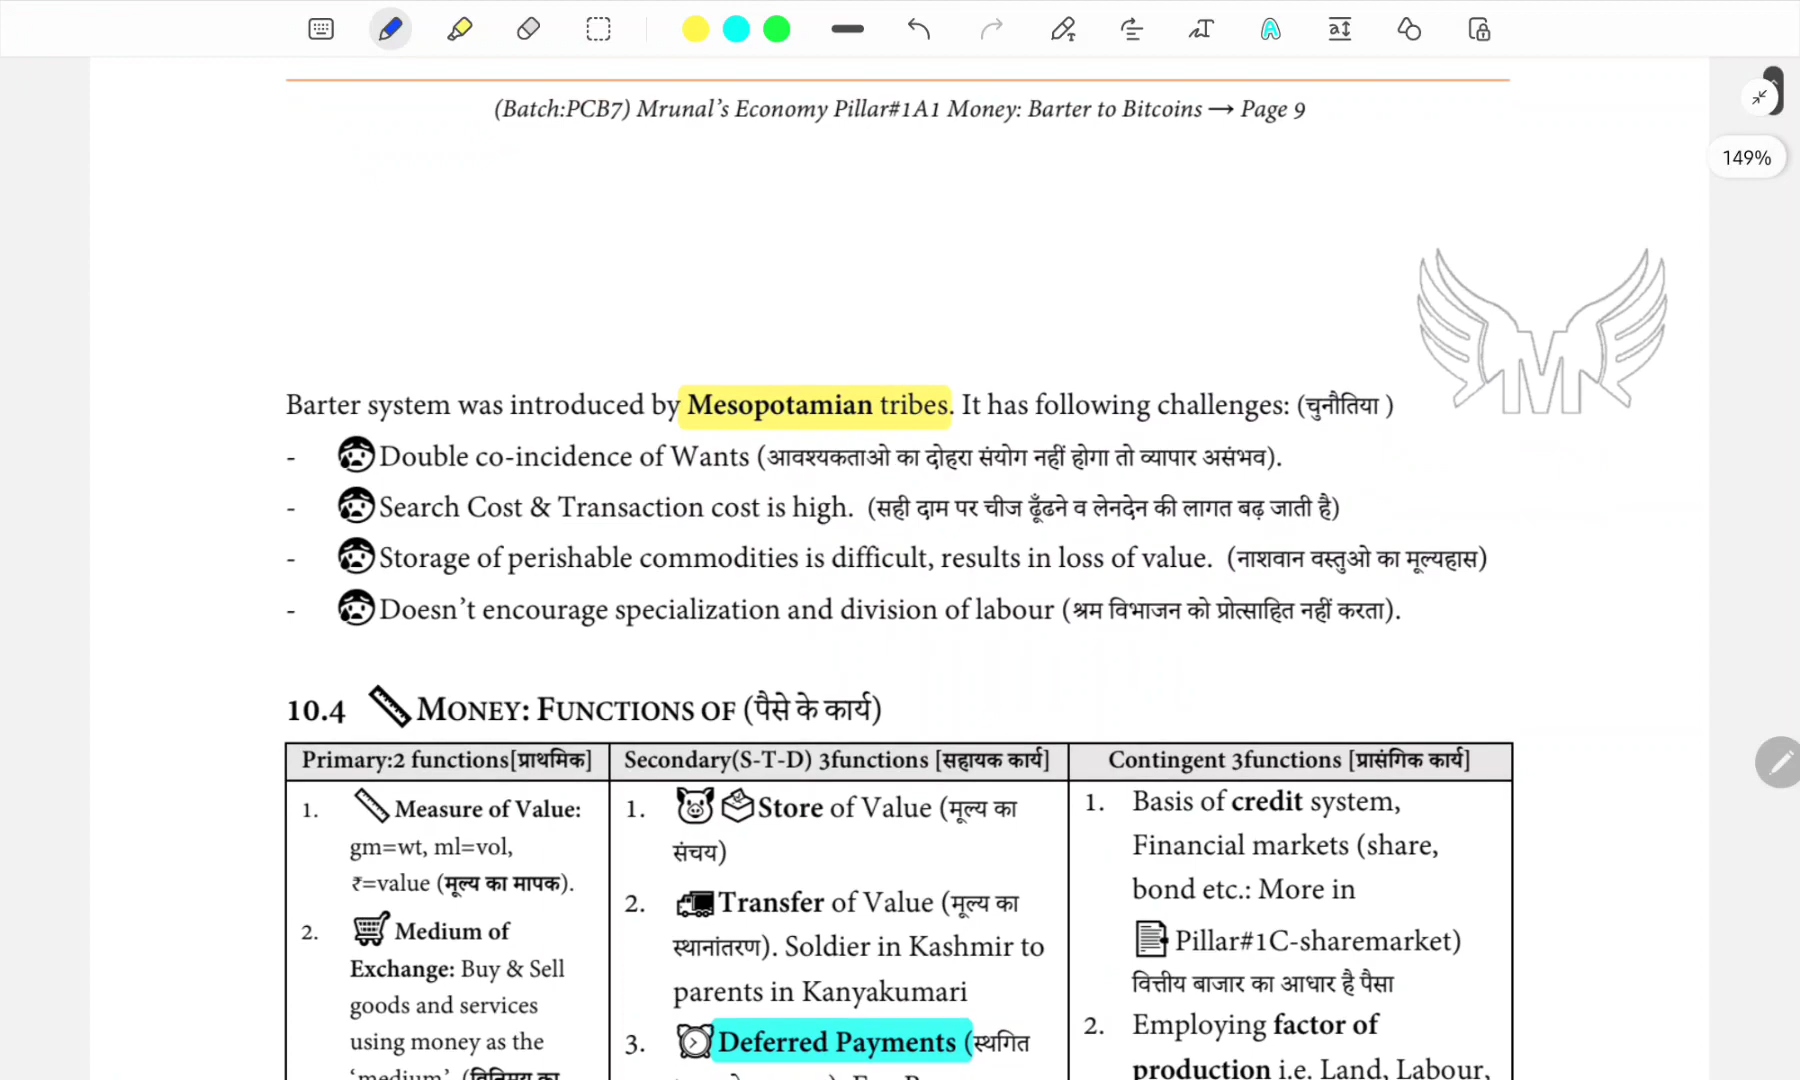 149%
(Batch:PCB7) Mrunal's Economy Pillar#1A1 Money: Barter to Bitcoins → Page 9
Barter system was introduced by Mesopotamian tribes. It has following challenges: (चुनौतिया )
- Double co-incidence of Wants (आवश्यकताओ का दोहरा संयोग नहीं होगा तो व्यापार असंभव).
- Search Cost & Transaction cost is high. (सही दाम पर चीज ढूँढने व लेनदेन की लागत बढ़ जाती है)
- Storage of perishable commodities is difficult, results in loss of value. (नाशवान वस्तुओ का मूल्यहास)
- Doesn't encourage specialization and division of labour (श्रम विभाजन को प्रोत्साहित नहीं करता).
10.4 MONEY: FUNCTIONS OF (पैसे के कार्य)
Primary:2 functions[प्राथमिक]
1. Measure of Value:
gm=wt, ml=vol,
₹=value (मूल्य का मापक).
2. Medium of
Exchange: Buy & Sell
goods and services
using money as the
'medium'. (विनिमय का
Secondary(S-T-D) 3functions [सहायक कार्य]
1. Store of Value (मूल्य का
संचय)
2. Transfer of Value (मूल्य का
स्थानांतरण). Soldier in Kashmir to
parents in Kanyakumari
3. Deferred Payments (स्थगित
Contingent 3functions [प्रासंगिक कार्य]
1. Basis of credit system,
Financial markets (share,
bond etc.: More in
Pillar#1C-sharemarket)
वित्तीय बाजार का आधार है पैसा
2. Employing factor of
production i.e. Land, Labour,